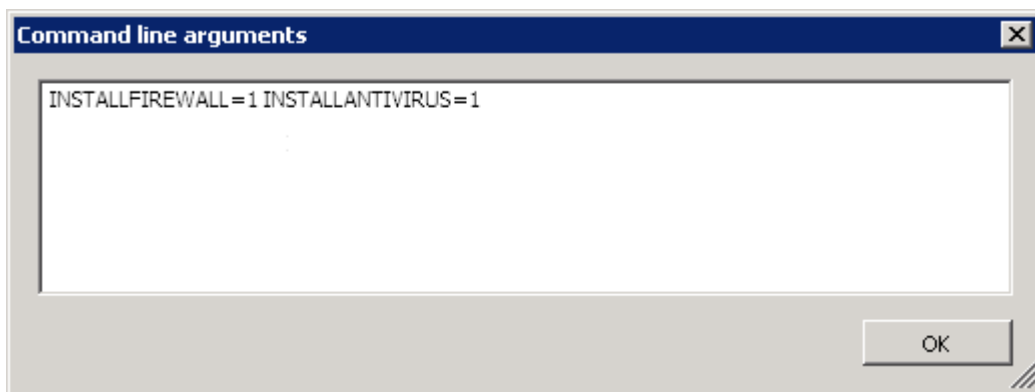 Command line arguments
INSTALLFIREWALL=1 INSTALLANTIVIRUS=1
OK